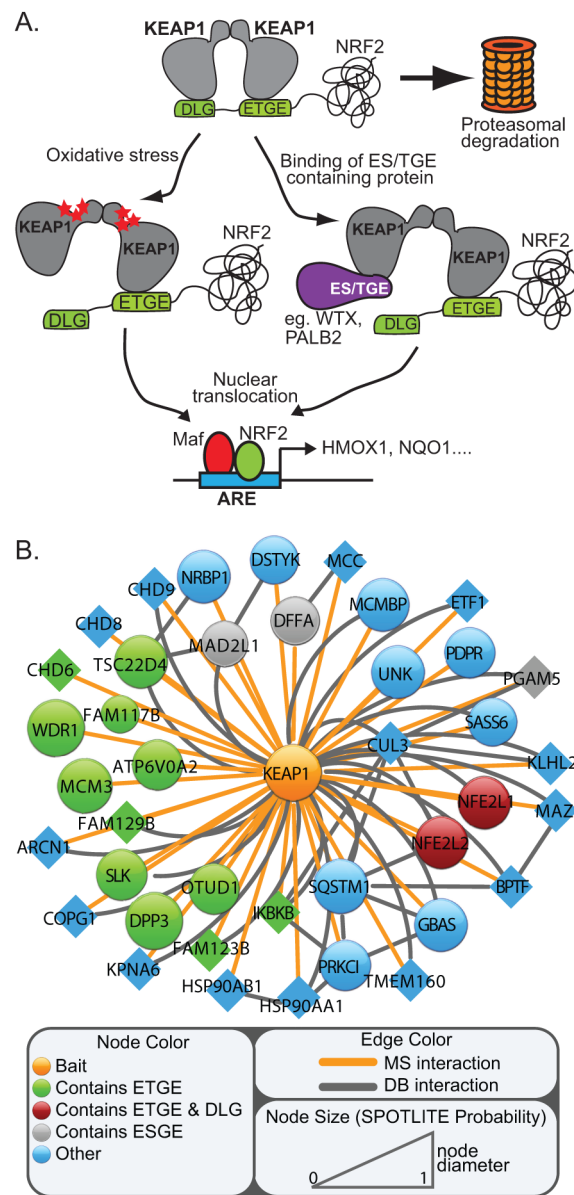 A.
KEAP1 KEAP1
NRF2
DLG ETGE
Proteasomal
degradation
Oxidative stress
Binding of ES/TGE
containing protein
KEAP1
KEAP1
NRF2
ETGE
DLG
KEAP1
KEAP1
NRF2
ES/TGE
ETGE
eg. WTX,
PALB2
DLG
Nuclear
translocation
Maf
NRF2
HMOX1, NQO1....
ARE
B.
DSTYK
MCC
NRBP1
CHD9
MCMBP
ETF1
DFFA
CHD8
MAD2L1
TSC22D4
UNK
PDPR
CHD6
PGAM5
FAM117B
SASS6
WDR1
CUL3
ATP6V0A2
KEAP1
KLHL2
MCM3
NFE2L1
MAZ
FAM129B
NFE2L2
ARCN1
SLK
OTUD1
SQSTM1
BPTF
COPG1
DPP3
IKBKB
GBAS
FAM123B
KPNA6
PRKCI
TMEM160
HSP90AB1
HSP90AA1
Node Color
Bait
Contains ETGE
Contains ETGE & DLG
Contains ESGE
Other
Edge Color
MS interaction
DB interaction
Node Size (SPOTLITE Probability)
0 1
node
diameter